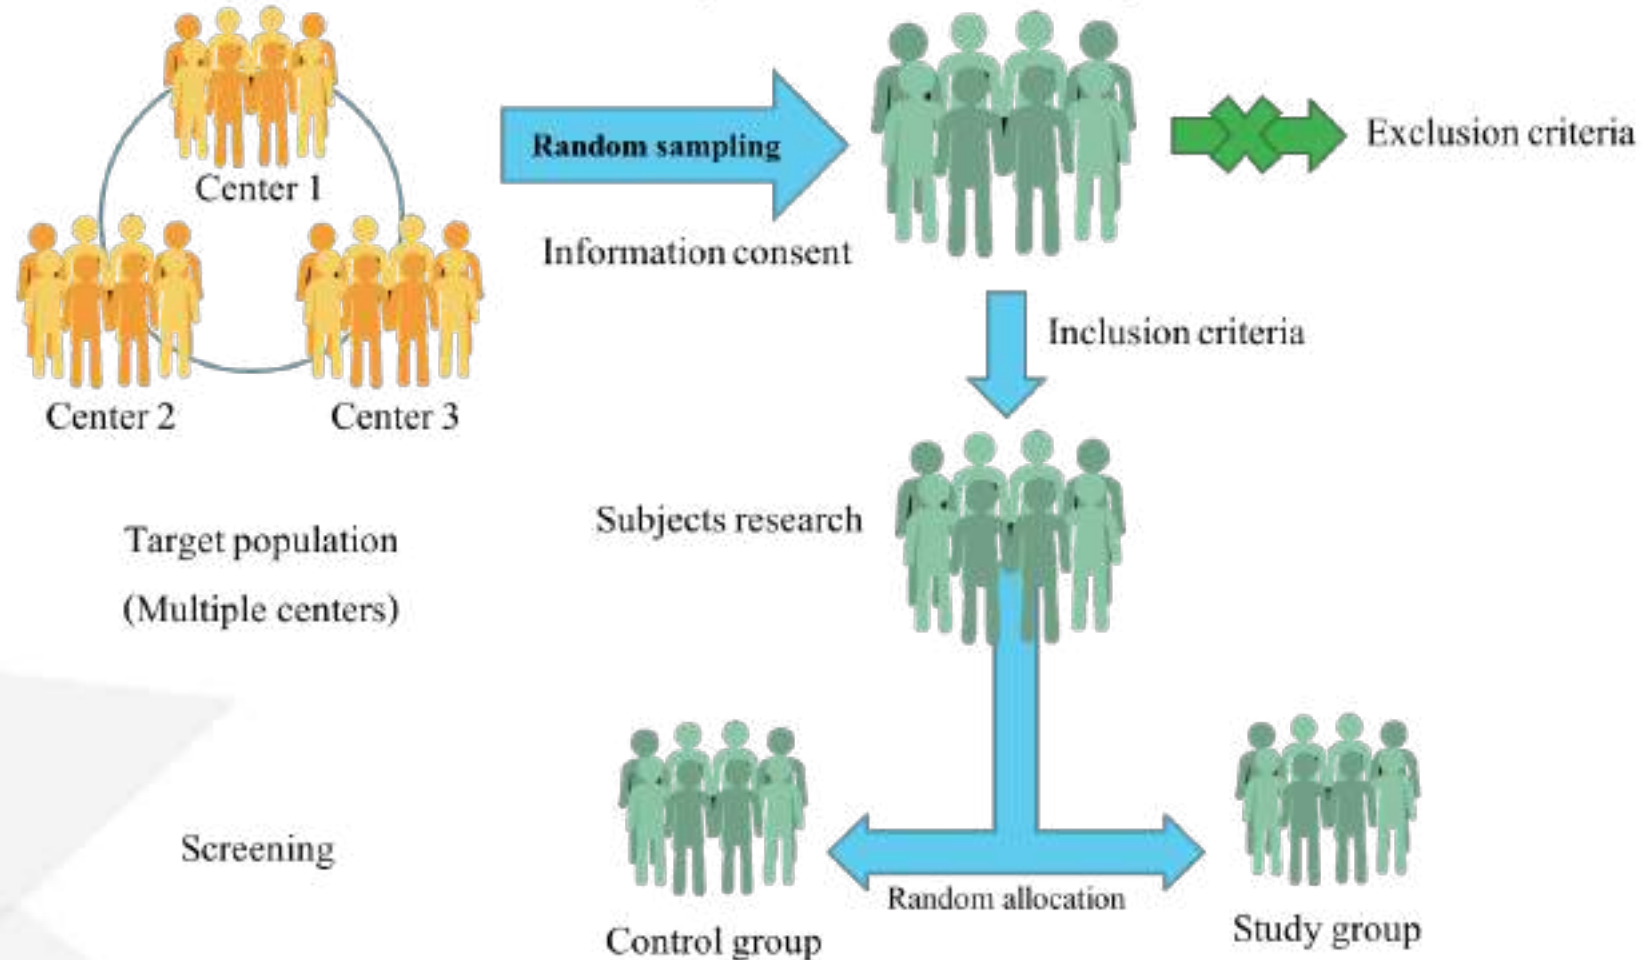 Center 1
Center 2
Center 3
Target population
(Multiple centers)
Screening
Random sampling
Information consent
Exclusion criteria
Inclusion criteria
Subjects research
Random allocation
Control group
Study group